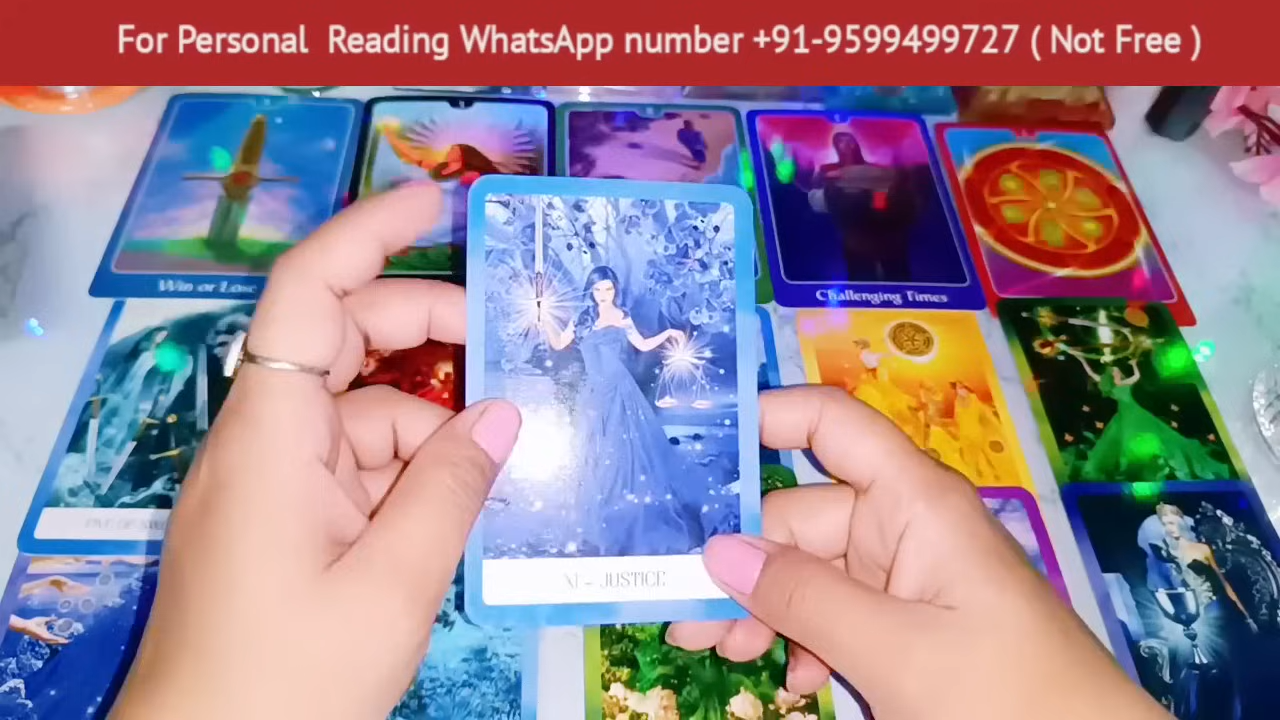 For Personal Reading WhatsApp number +91-9599499727 ( Not Free )
Win or Lose
Challenging Times
XI - JUSTICE